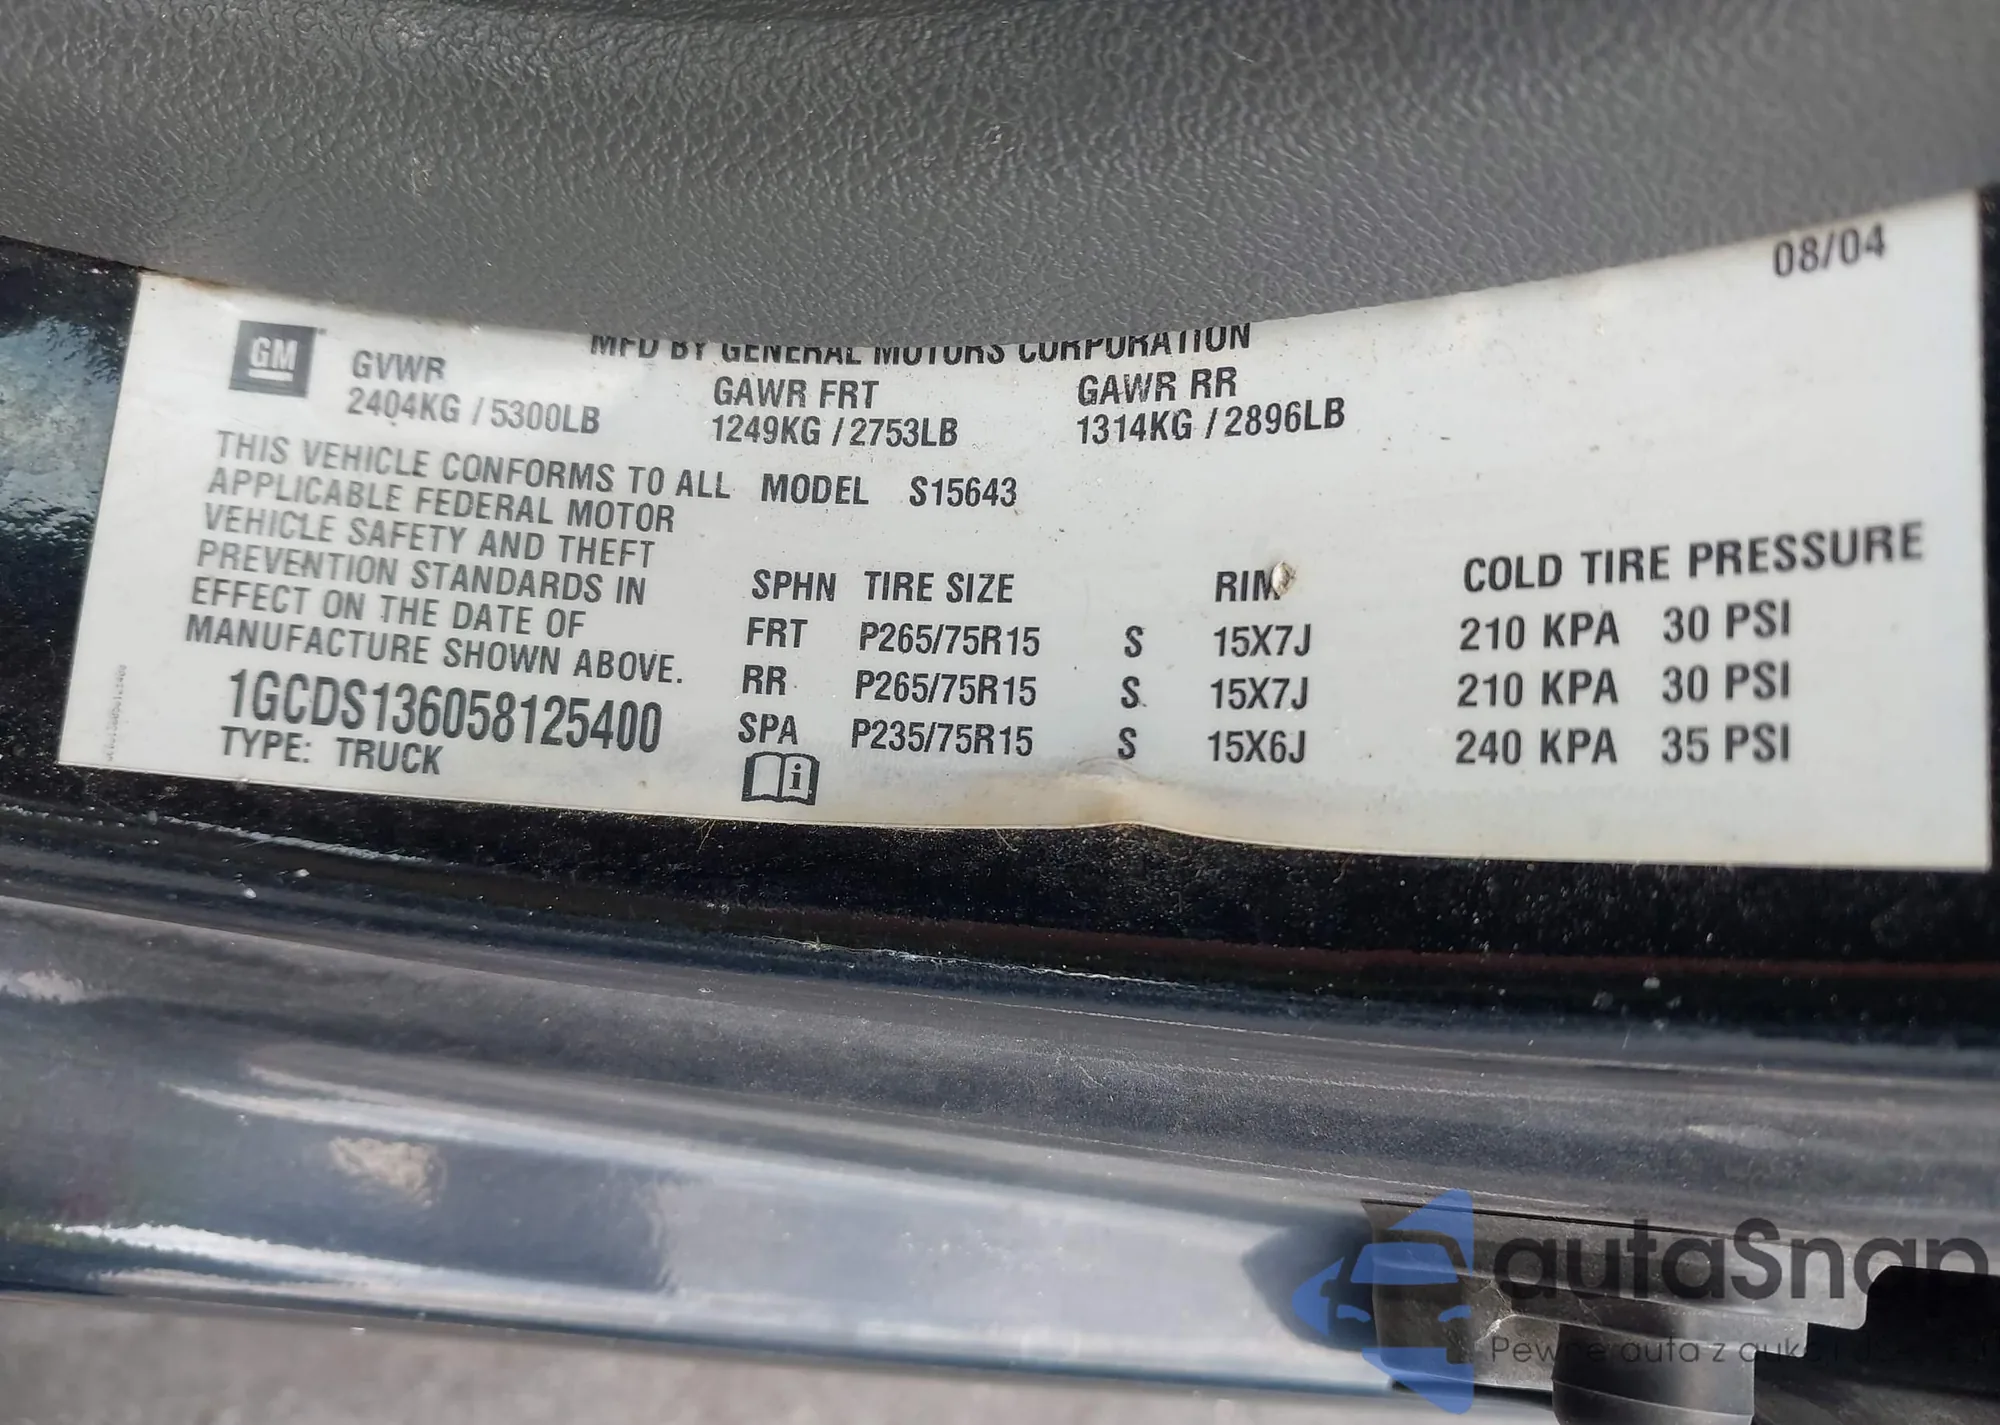 08/04
MFD BY GENERAL MOTORS CORPORATION
GM
GVWR GAWR FRT GAWR RR
2404KG / 5300LB 1249KG / 2753LB 1314KG / 2896LB
THIS VEHICLE CONFORMS TO ALL
APPLICABLE FEDERAL MOTOR
VEHICLE SAFETY AND THEFT
PREVENTION STANDARDS IN
EFFECT ON THE DATE OF
MANUFACTURE SHOWN ABOVE.
1GCDS136058125400
TYPE: TRUCK
MODEL S15643
SPHN TIRE SIZE RIM COLD TIRE PRESSURE
FRT P265/75R15 S 15X7J 210 KPA 30 PSI
RR P265/75R15 S 15X7J 210 KPA 30 PSI
SPA P235/75R15 S 15X6J 240 KPA 35 PSI
i
autaSnap
auta z